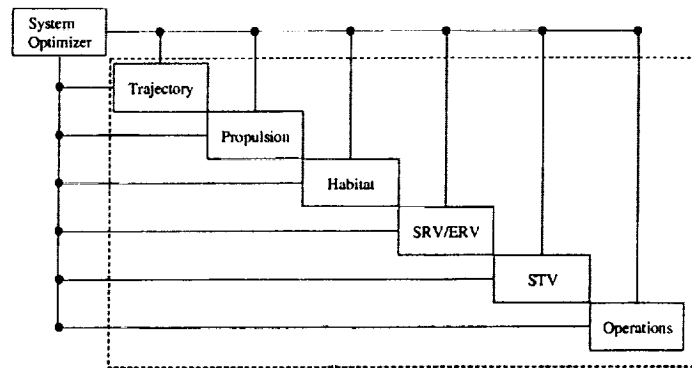 System
Optimizer
Trajectory
Propulsion
Habitat
SRV/ERV
STV
Operations